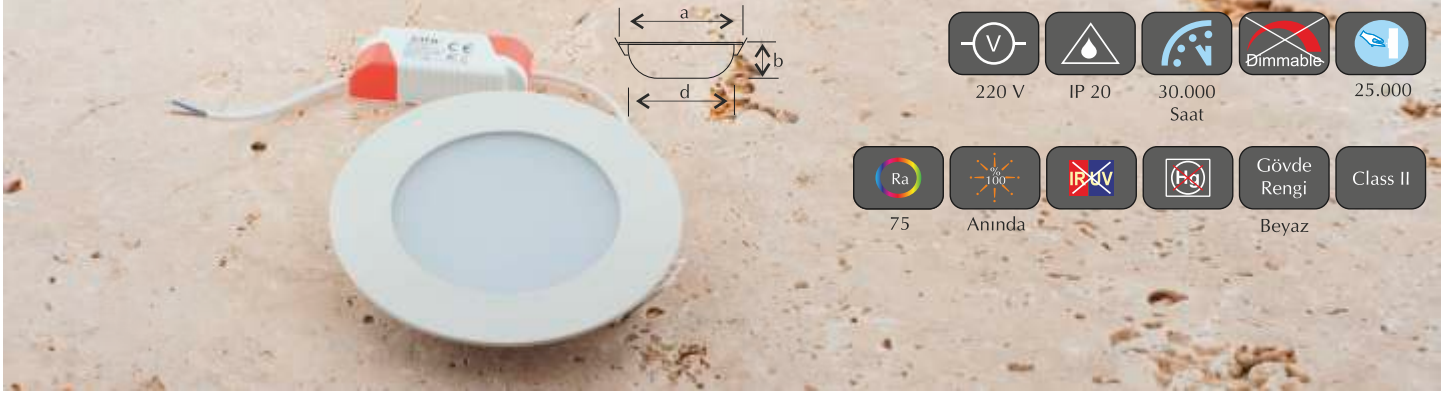 a
b
d
CE
V
Dimmable
220 V
IP 20
30.000
Saat
25.000
Ra
%
100
IR UV
Hg
Gövde
Rengi
Class II
75
Anında
Beyaz